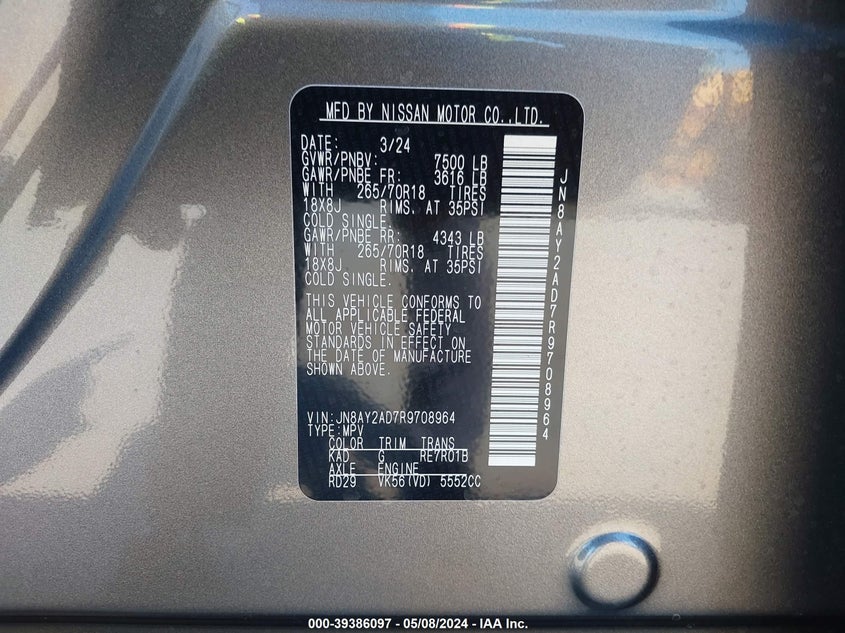 MFD BY NISSAN MOTOR CO.,LTD.
DATE: 3/24
GVWR/PNBV: 7500 LB
GAWR/PNBE FR: 3616 LB
WITH 265/70R18 TIRES
18X8J RIMS. AT 35PSI
COLD SINGLE.
GAWR/PNBE RR: 4343 LB
WITH 265/70R18 TIRES
18X8J RIMS. AT 35PSI
COLD SINGLE.
THIS VEHICLE CONFORMS TO
ALL APPLICABLE FEDERAL
MOTOR VEHICLE SAFETY
STANDARDS IN EFFECT ON
THE DATE OF MANUFACTURE
SHOWN ABOVE.
VIN:JN8AY2AD7R9708964
TYPE:MPV
COLOR TRIM TRANS
KAD G RE7R01B
AXLE ENGINE
RD29 VK56(VD) 5552CC
JN8AY2AD7R9708964
000-39386097 - 05/08/2024 - IAA Inc.